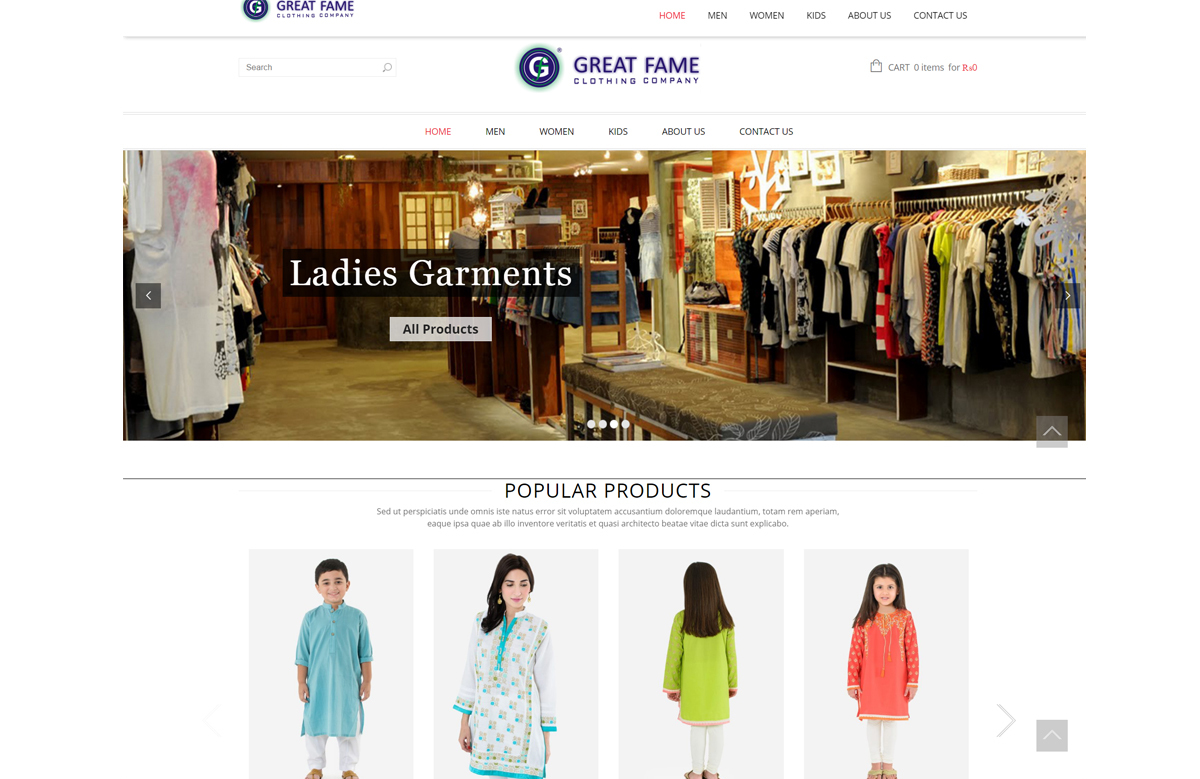 GREAT FAME
CLOTHING COMPANY
HOME MEN WOMEN KIDS ABOUT US CONTACT US
Search
GREAT FAME
CLOTHING COMPANY
CART 0 items for ₨0
HOME MEN WOMEN KIDS ABOUT US CONTACT US
Ladies Garments
All Products
POPULAR PRODUCTS
Sed ut perspiciatis unde omnis iste natus error sit voluptatem accusantium doloremque laudantium, totam rem aperiam,
eaque ipsa quae ab illo inventore veritatis et quasi architecto beatae vitae dicta sunt explicabo.